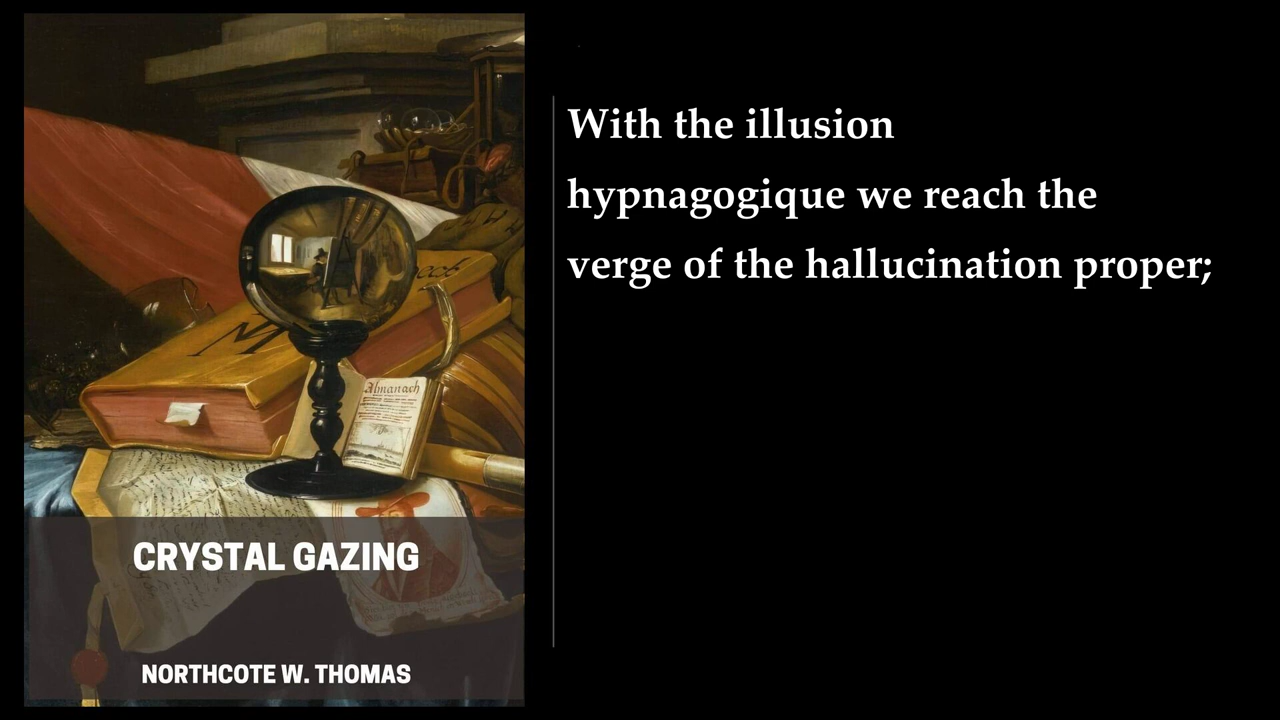 With the illusion
hypnagogique we reach the
verge of the hallucination proper;
M
Almanach
CRYSTAL GAZING
NORTHCOTE W. THOMAS